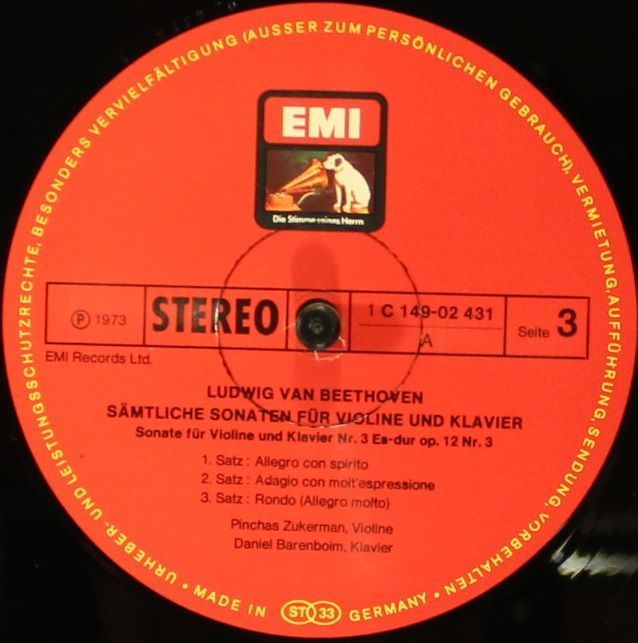 URHEBER- UND LEISTUNGSSCHUTZRECHTE, BESONDERS VERVIELFÄLTIGUNG (AUSSER ZUM PERSÖNLICHEN GEBRAUCH), VERMIETUNG, AUFFÜHRUNG, SENDUNG, VORBEHALTEN •
EMI
Die Stimme seines Herrn
Ⓟ 1973
STEREO
1 C 149-02 431
A
Seite 3
EMI Records Ltd.
LUDWIG VAN BEETHOVEN
SÄMTLICHE SONATEN FÜR VIOLINE UND KLAVIER
Sonate für Violine und Klavier Nr. 3 Es-dur op. 12 Nr. 3
1. Satz: Allegro con spirito
2. Satz: Adagio con molt'espressione
3. Satz: Rondo (Allegro molto)
Pinchas Zukerman, Violine
Daniel Barenboim, Klavier
• MADE IN ST 33 GERMANY